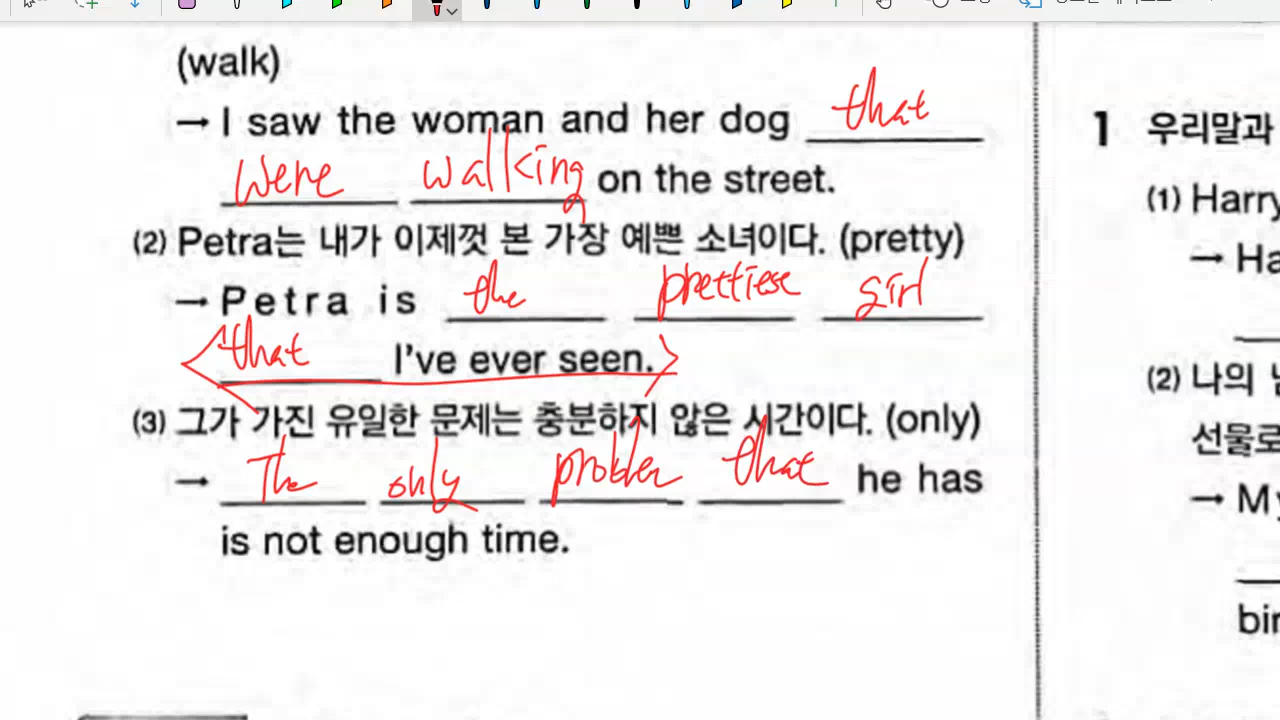 (walk)
→ I saw the woman and her dog that
were walking on the street.
(2) Petra는 내가 이제껏 본 가장 예쁜 소녀이다. (pretty)
→ Petra is the prettiese girl
that I've ever seen.
(3) 그가 가진 유일한 문제는 충분하지 않은 시간이다. (only)
→ The only problem that he has
is not enough time.
1 우리말과
(1) Harry
→ Ha
(2) 나의
선물로
→ My
bir